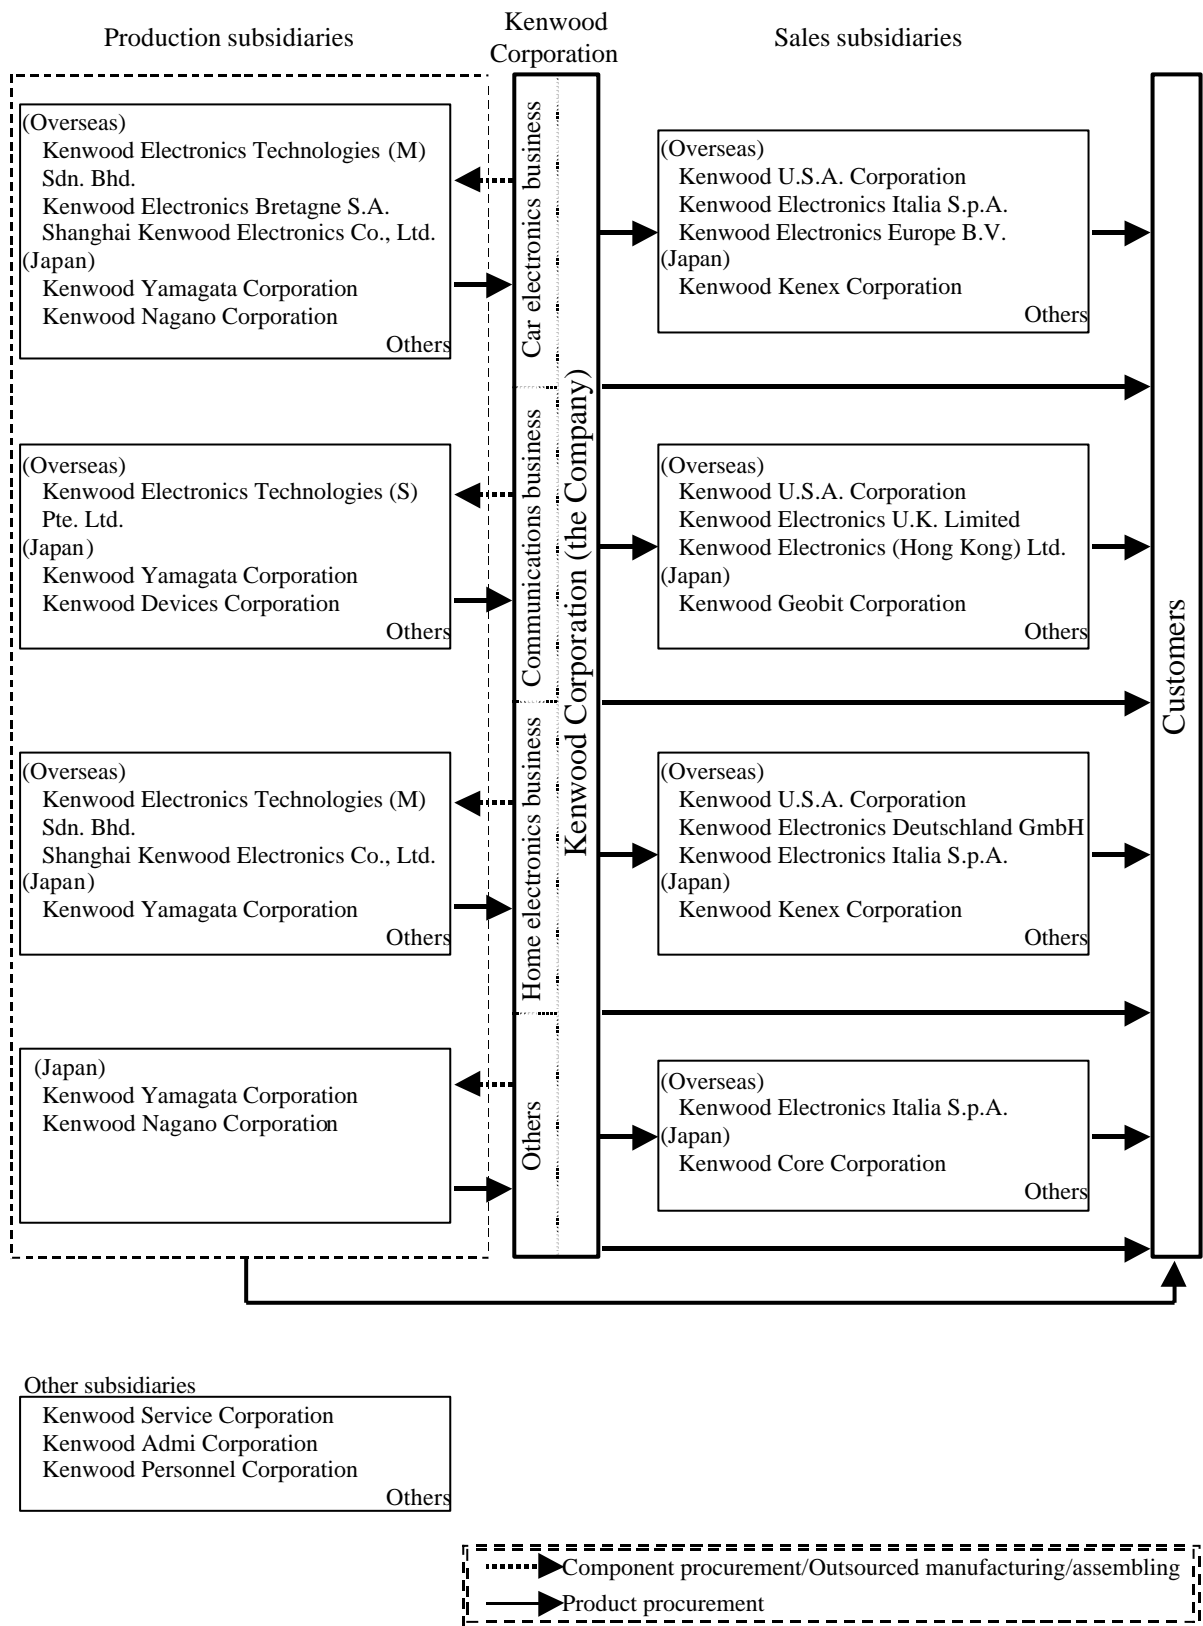 Production subsidiaries
Kenwood
Corporation
Sales subsidiaries
(Overseas)
Kenwood Electronics Technologies (M)
Sdn. Bhd.
Kenwood Electronics Bretagne S.A.
Shanghai Kenwood Electronics Co., Ltd.
(Japan)
Kenwood Yamagata Corporation
Kenwood Nagano Corporation
Others
(Overseas)
Kenwood Electronics Technologies (S)
Pte. Ltd.
(Japan)
Kenwood Yamagata Corporation
Kenwood Devices Corporation
Others
(Overseas)
Kenwood Electronics Technologies (M)
Sdn. Bhd.
Shanghai Kenwood Electronics Co., Ltd.
(Japan)
Kenwood Yamagata Corporation
Others
(Japan)
Kenwood Yamagata Corporation
Kenwood Nagano Corporation
Car electronics business
Communications business
Home electronics business
Others
Kenwood Corporation (the Company)
(Overseas)
Kenwood U.S.A. Corporation
Kenwood Electronics Italia S.p.A.
Kenwood Electronics Europe B.V.
(Japan)
Kenwood Kenex Corporation
Others
(Overseas)
Kenwood U.S.A. Corporation
Kenwood Electronics U.K. Limited
Kenwood Electronics (Hong Kong) Ltd.
(Japan)
Kenwood Geobit Corporation
Others
(Overseas)
Kenwood U.S.A. Corporation
Kenwood Electronics Deutschland GmbH
Kenwood Electronics Italia S.p.A.
(Japan)
Kenwood Kenex Corporation
Others
(Overseas)
Kenwood Electronics Italia S.p.A.
(Japan)
Kenwood Core Corporation
Others
Customers
Other subsidiaries
Kenwood Service Corporation
Kenwood Admi Corporation
Kenwood Personnel Corporation
Others
Component procurement/Outsourced manufacturing/assembling
Product procurement